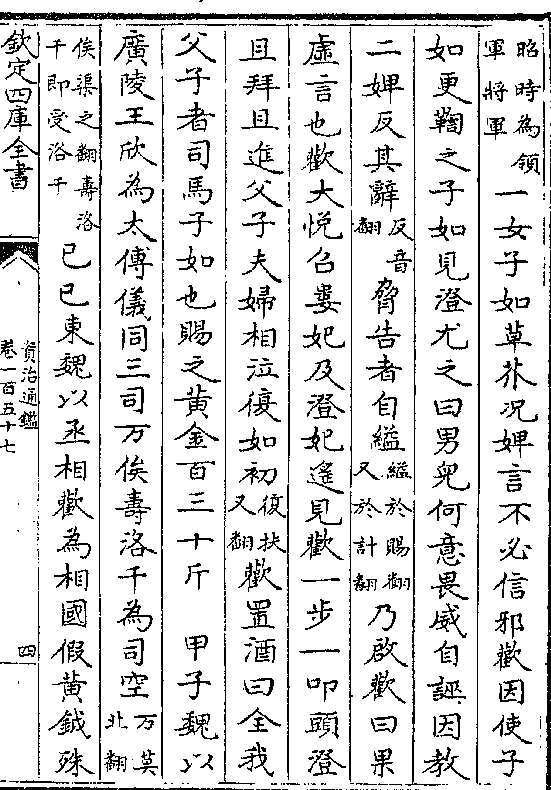 昭時為領
軍將軍
一女子如草芥况婢言不必信邪歡因使子
如更鞫之子如見澄尤之曰男兒何意畏威自誣因教
二婢反其辭
反音
翻
脅告者自縊
縊於賜翻
又於計翻
乃啟歡曰果
虛言也歡大悅召婁妃及澄妃遙見歡一步一叩頭澄
且拜且進父子夫婦相泣復如初
復扶
又翻
歡置酒曰全我
父子者司馬子如也賜之黄金百三十斤 甲子魏以
廣陵王欣為太傅儀同三司万俟壽洛干為司空
万莫
北翻
俟渠之翻壽洛
干即受洛干
己巳東魏以丞相歡為相國假黄鉞殊
欽定四庫全書
資治通鑑
卷一百五十七
四